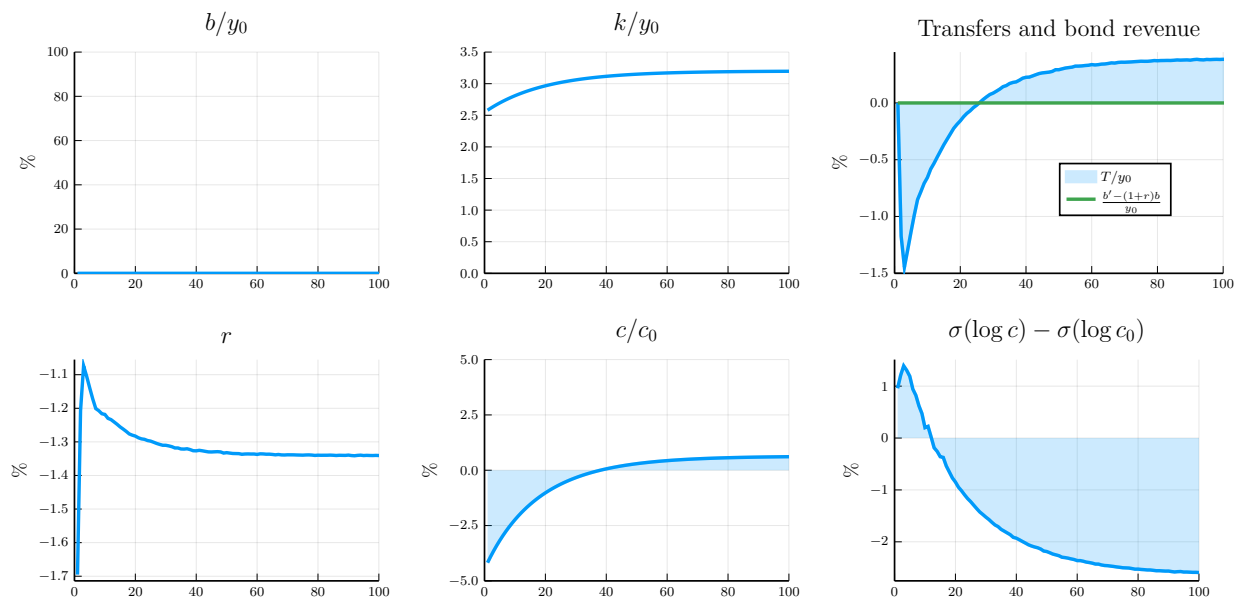 b/y₀
%
100
80
60
40
20
0
0 20 40 60 80 100
k/y₀
3.5
3.0
2.5
2.0
1.5
1.0
0.5
0.0
0 20 40 60 80 100
Transfers and bond revenue
%
0.0
−0.5
−1.0
−1.5
0 20 40 60 80 100
T/y₀
b′−(1+r)b
y₀
r
%
−1.1
−1.2
−1.3
−1.4
−1.5
−1.6
−1.7
0 20 40 60 80 100
c/c₀
%
5.0
2.5
0.0
−2.5
−5.0
0 20 40 60 80 100
σ(log c) − σ(log c₀)
%
1
0
−1
−2
0 20 40 60 80 100